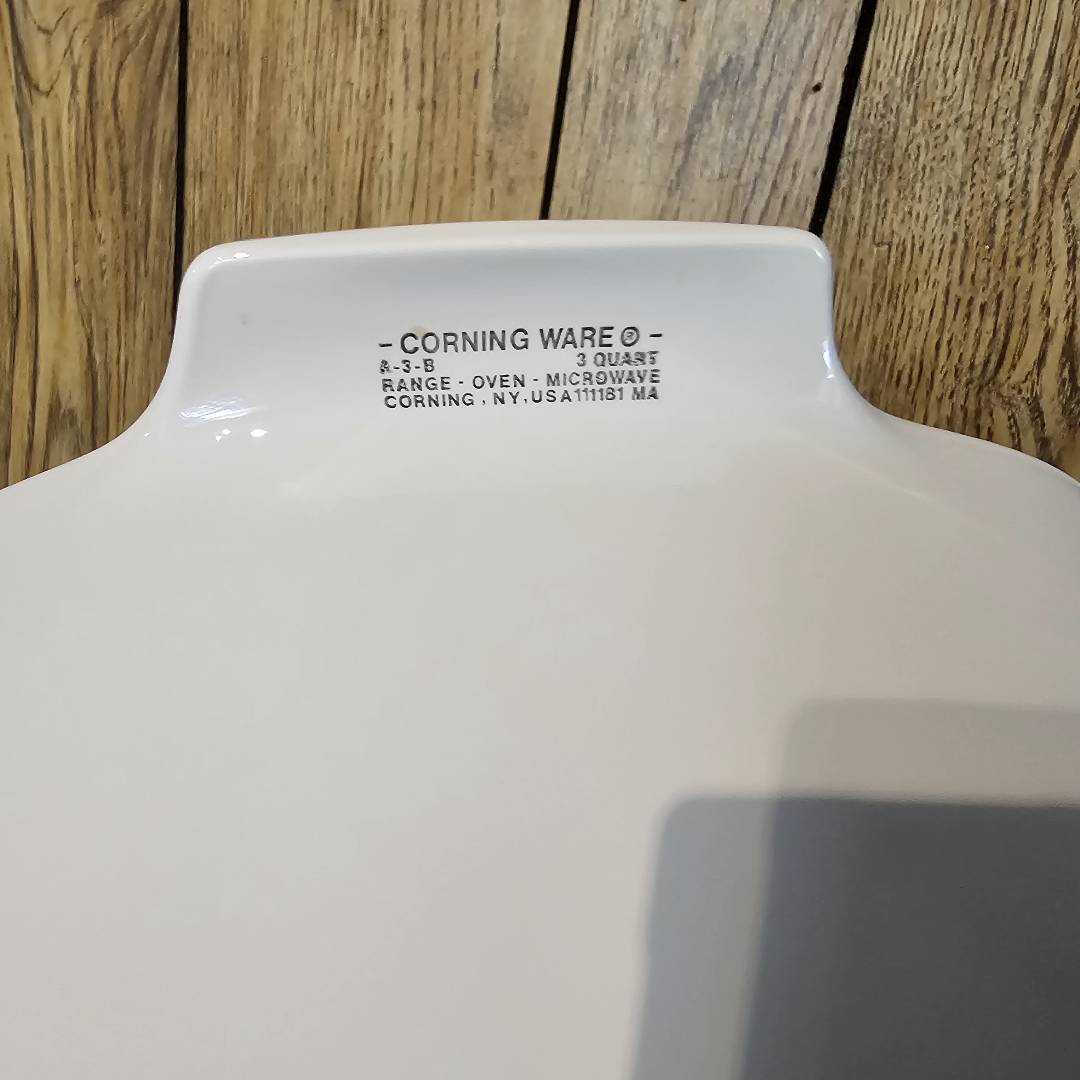 - CORNING WARE ® -
A-3-B 3 QUART
RANGE - OVEN - MICROWAVE
CORNING , NY, USA 111181 MA